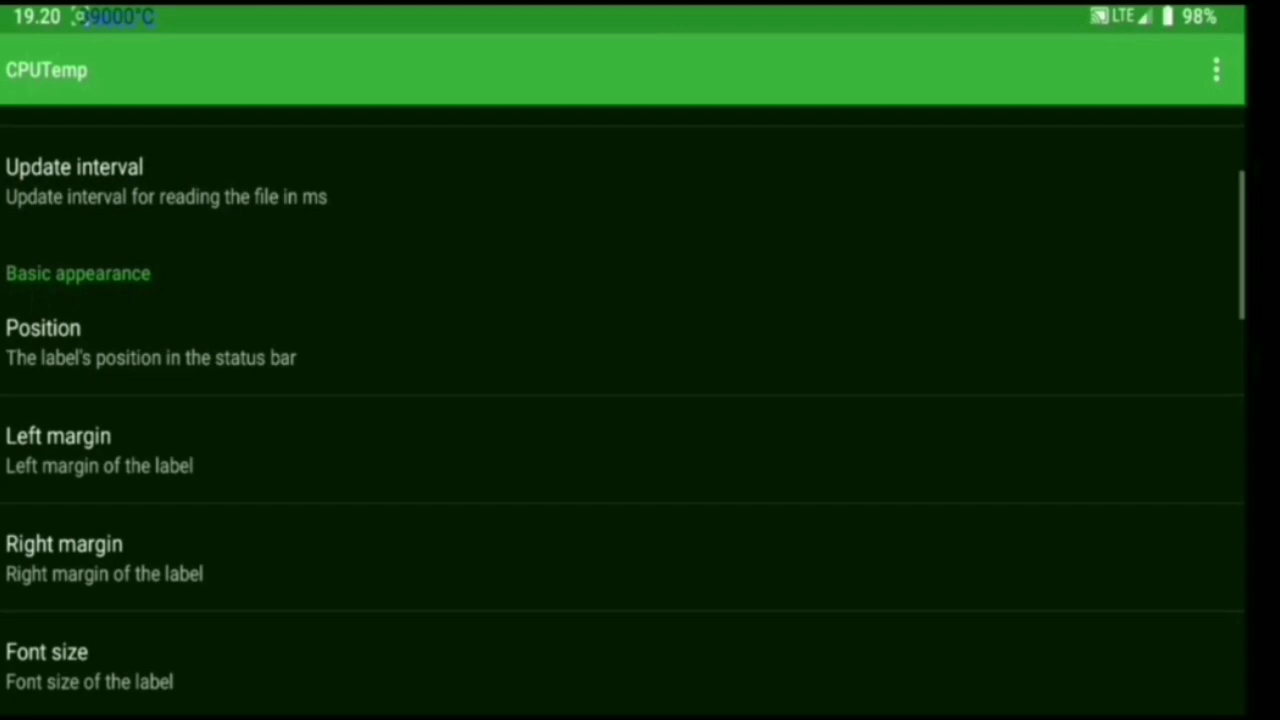 19.20 39000°C LTE 98%
CPUTemp
Update interval
Update interval for reading the file in ms
Basic appearance
Position
The label's position in the status bar
Left margin
Left margin of the label
Right margin
Right margin of the label
Font size
Font size of the label